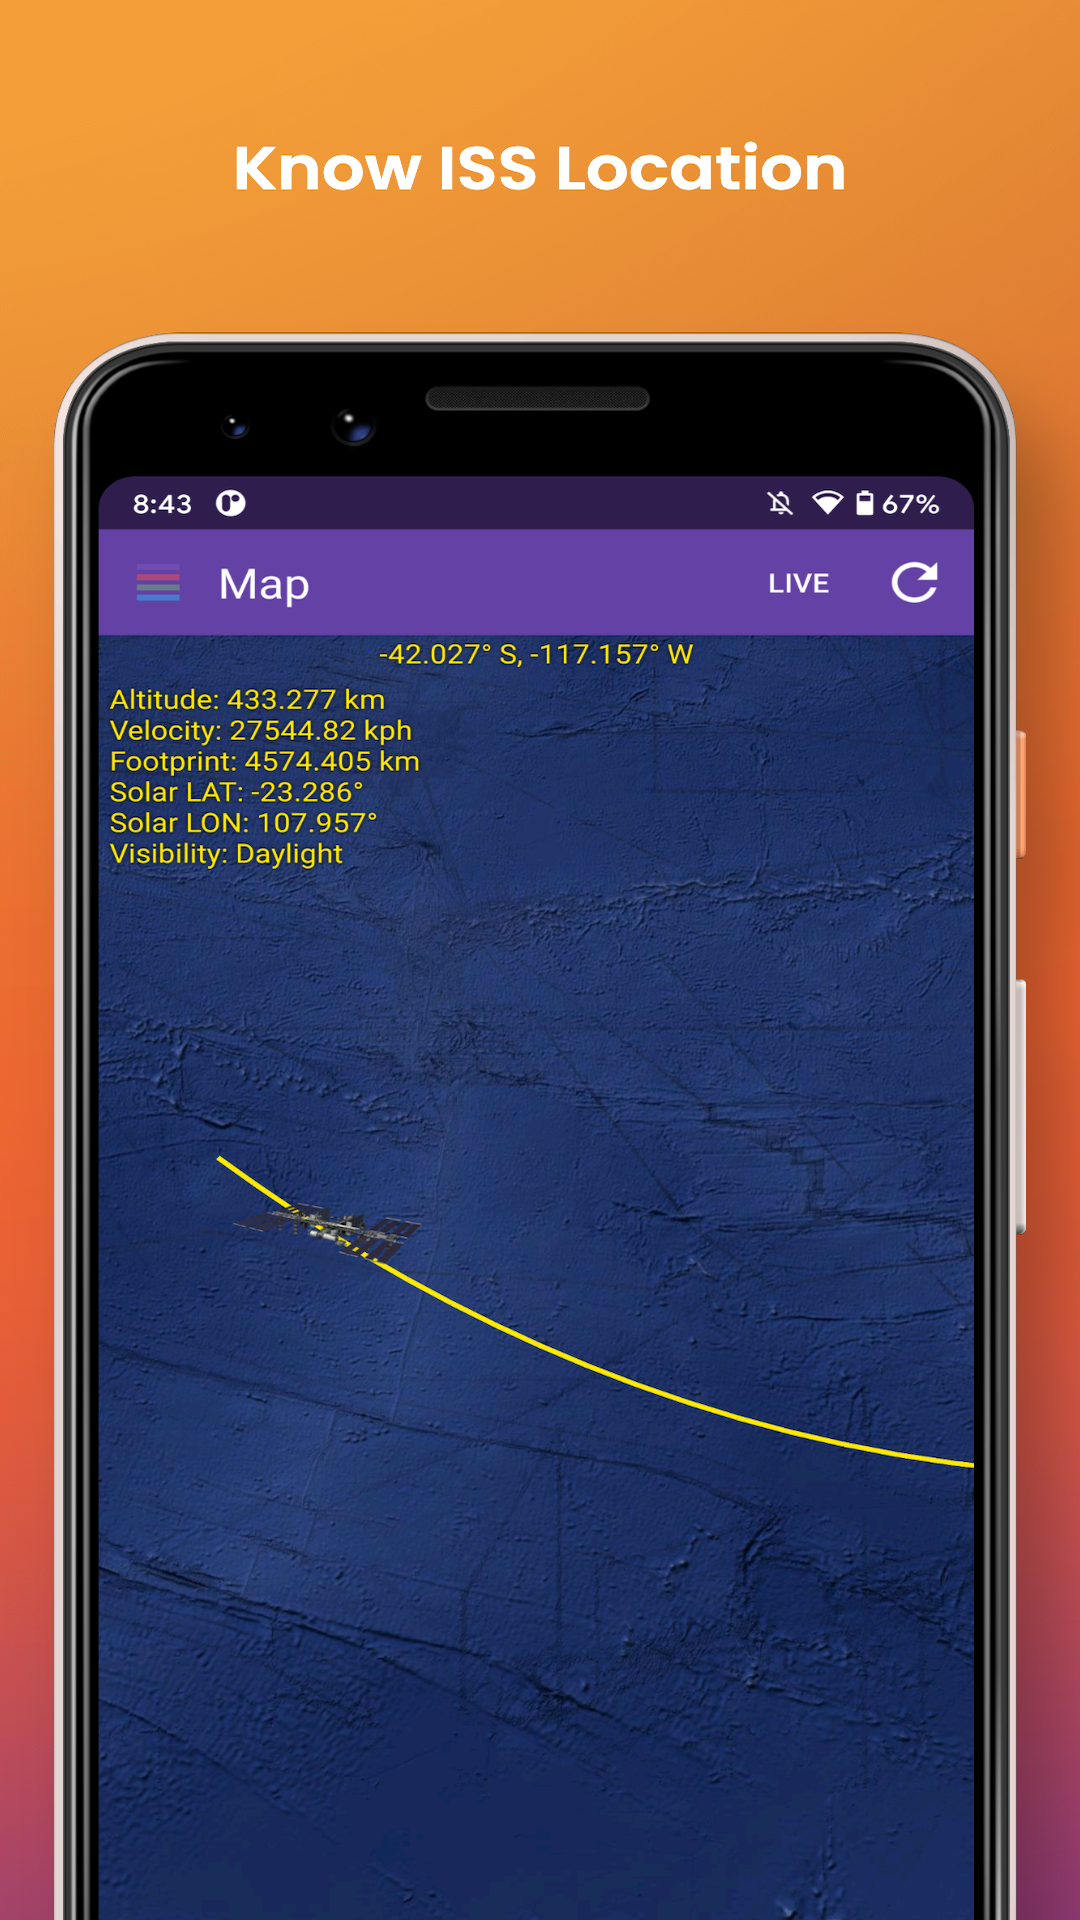 Know ISS Location
8:43
67%
Map
LIVE
-42.027° S, -117.157° W
Altitude: 433.277 km
Velocity: 27544.82 kph
Footprint: 4574.405 km
Solar LAT: -23.286°
Solar LON: 107.957°
Visibility: Daylight